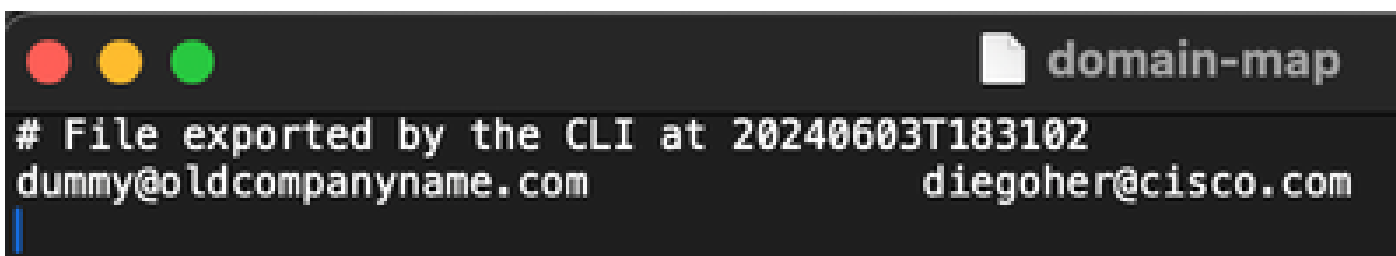 domain-map
# File exported by the CLI at 20240603T183102
dummy@oldcompanyname.com diegoher@cisco.com